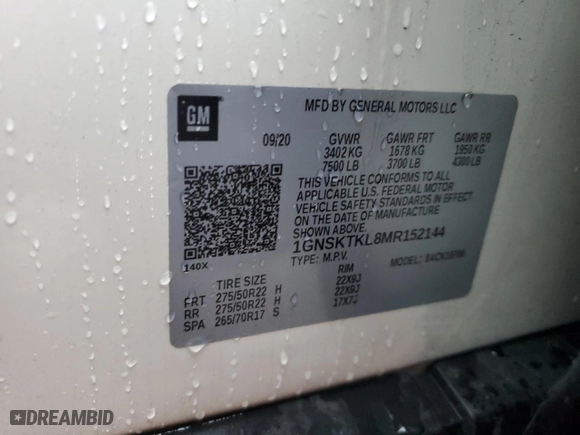 GM
MFD BY GENERAL MOTORS LLC
09/20 GVWR GAWR FRT GAWR RR
3402 KG 1678 KG 1950 KG
7500 LB 3700 LB 4300 LB
THIS VEHICLE CONFORMS TO ALL
APPLICABLE U.S. FEDERAL MOTOR
VEHICLE SAFETY STANDARDS IN EFFECT
ON THE DATE OF MANUFACTURE
SHOWN ABOVE.
1GNSKTKL8MR152144
TYPE: M.P.V. MODEL:
140X
TIRE SIZE RIM
FRT 275/50R22 H 22X9J
RR 275/50R22 H 22X9J
SPA 265/70R17 S 17X7J
DREAMBID